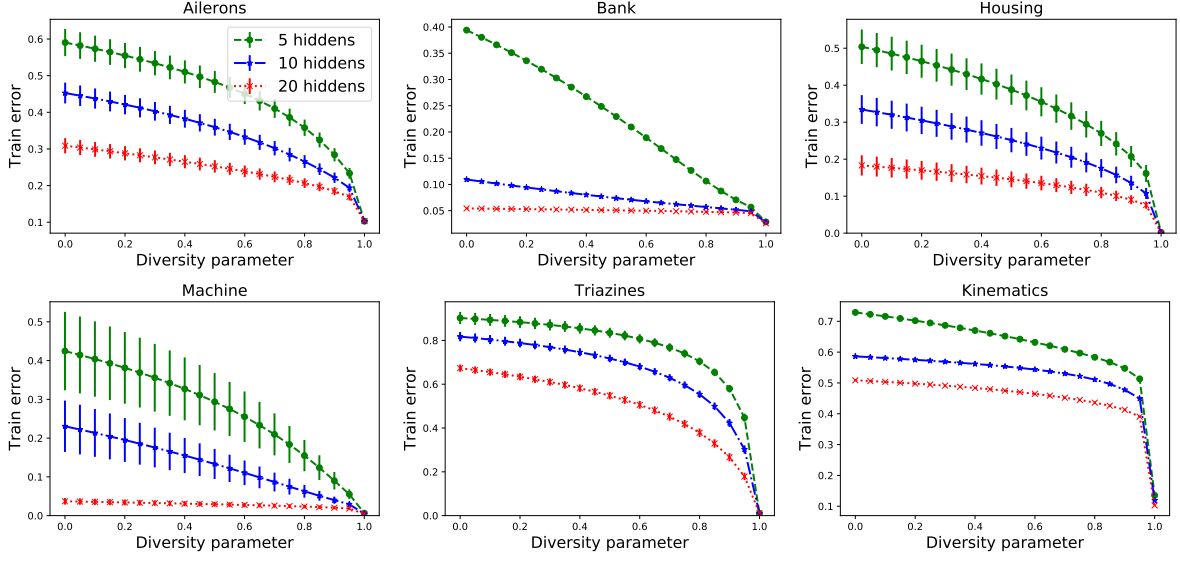 Ailerons
Train error
0.6
0.5
0.4
0.3
0.2
0.1
5 hiddens
10 hiddens
20 hiddens
0.0 0.2 0.4 0.6 0.8 1.0
Diversity parameter
Bank
Train error
0.40
0.35
0.30
0.25
0.20
0.15
0.10
0.05
0.0 0.2 0.4 0.6 0.8 1.0
Diversity parameter
Housing
Train error
0.5
0.4
0.3
0.2
0.1
0.0
0.0 0.2 0.4 0.6 0.8 1.0
Diversity parameter
Machine
Train error
0.5
0.4
0.3
0.2
0.1
0.0
0.0 0.2 0.4 0.6 0.8 1.0
Diversity parameter
Triazines
Train error
0.8
0.6
0.4
0.2
0.0
0.0 0.2 0.4 0.6 0.8 1.0
Diversity parameter
Kinematics
Train error
0.7
0.6
0.5
0.4
0.3
0.2
0.1
0.0 0.2 0.4 0.6 0.8 1.0
Diversity parameter